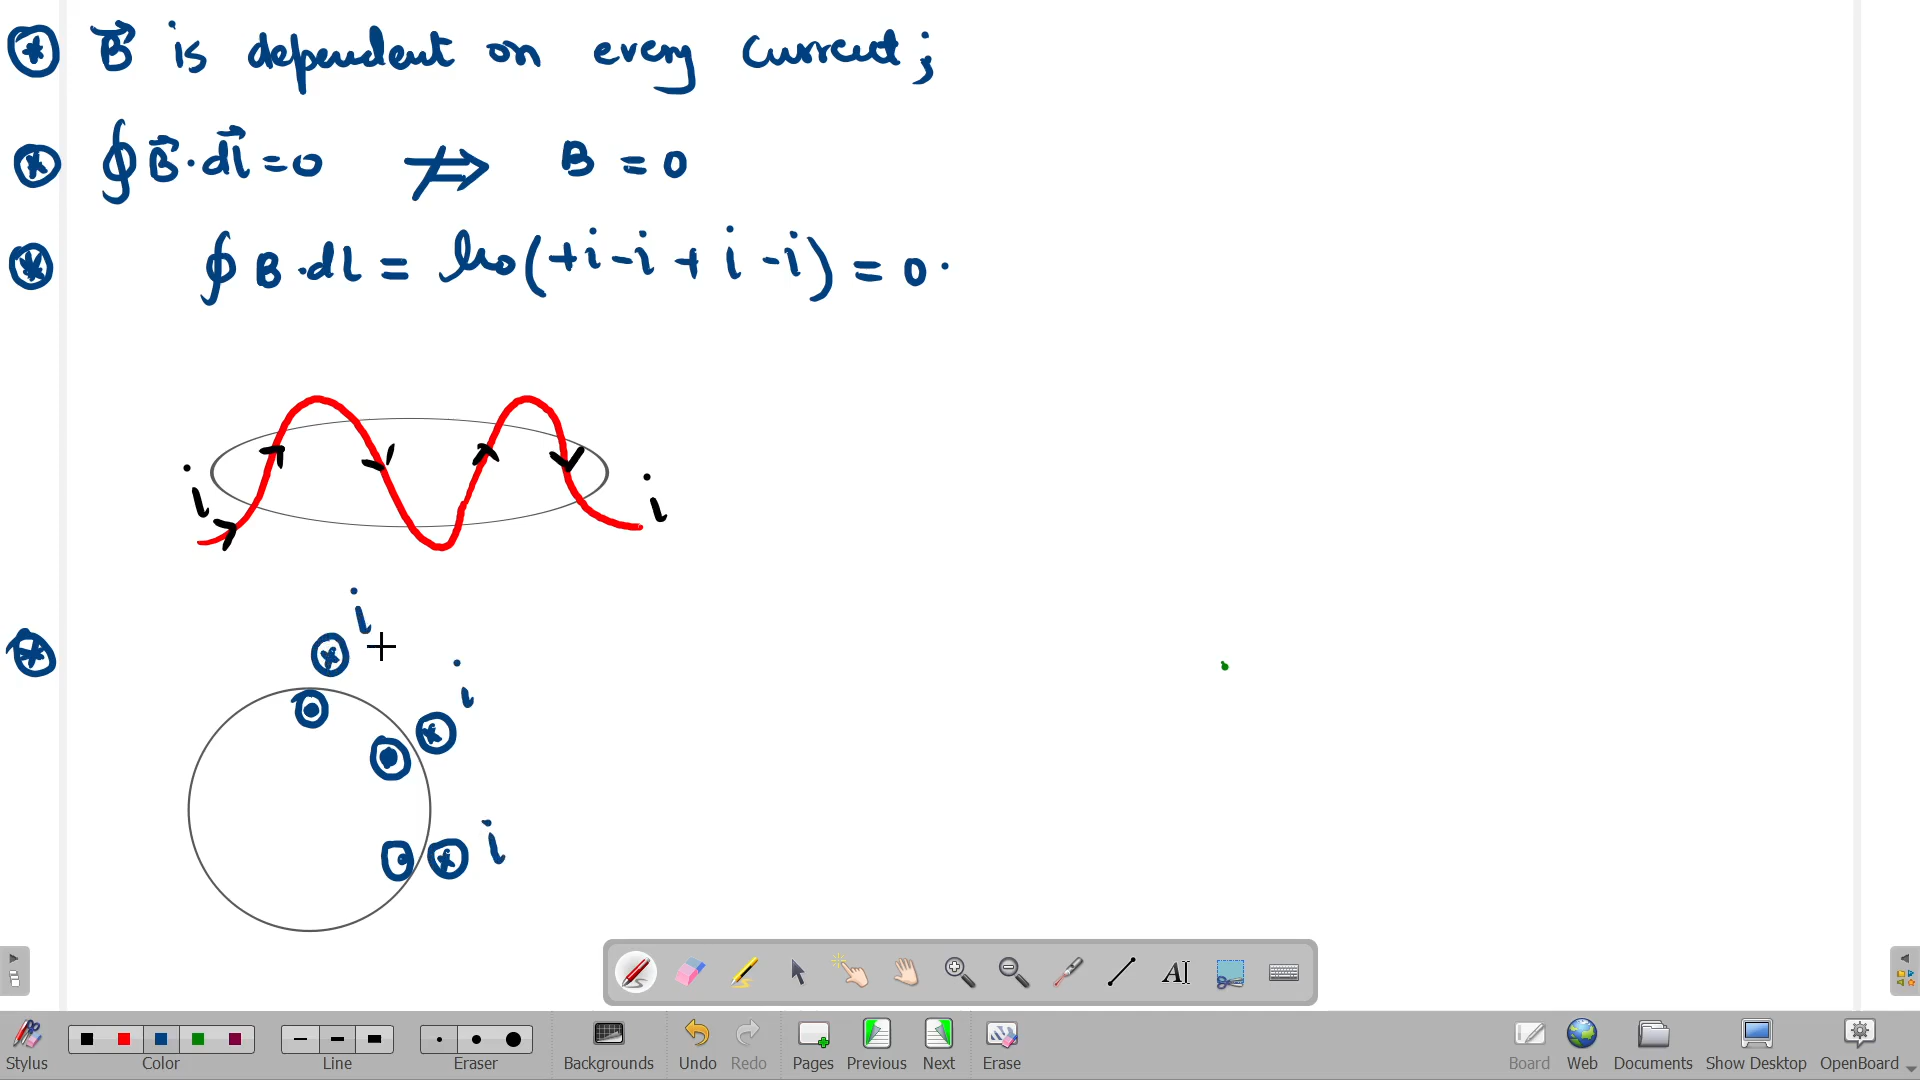 ⊛ B⃗ is dependent on every current;
⊛ ∮ B⃗ · dl⃗ = 0 ⇏ B = 0
⊛ ∮ B · dl = μ₀(+i - i + i - i) = 0 ·
i
i
⊛
i
i
i
Stylus
Color
Line
Eraser
Backgrounds
Undo
Redo
Pages
Previous
Next
Erase
Board
Web
Documents
Show Desktop
OpenBoard